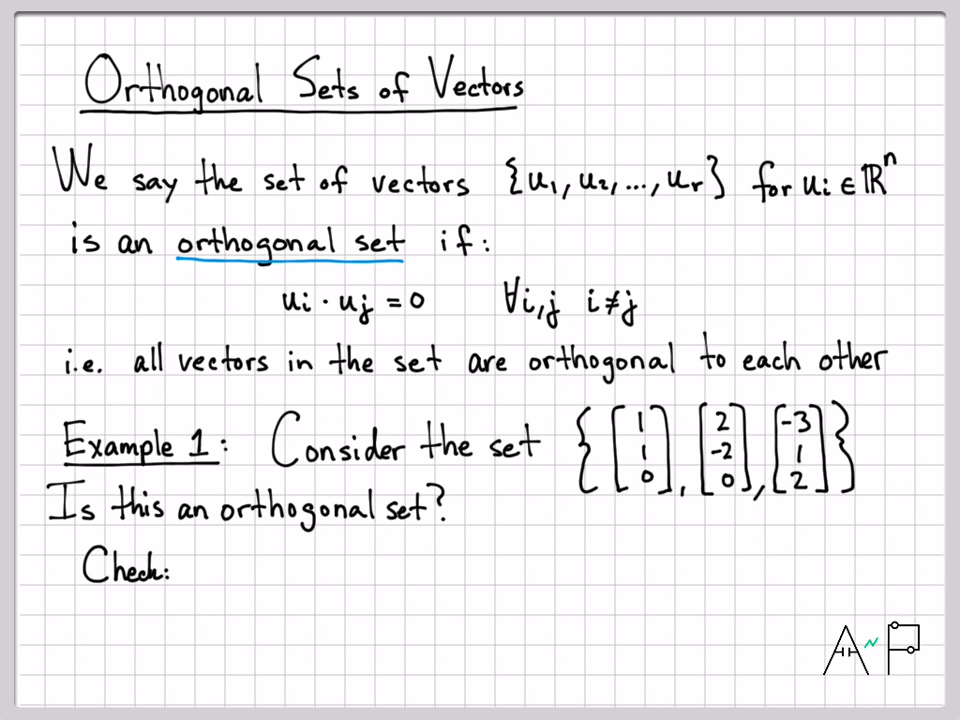 Orthogonal Sets of Vectors
We say the set of vectors {u₁, u₂, ..., uᵣ} for uᵢ ∈ ℝⁿ
is an orthogonal set if:
uᵢ · uⱼ = 0 ∀i,j i≠j
i.e. all vectors in the set are orthogonal to each other
Example 1: Consider the set { [1 1 0], [2 -2 0], [-3 1 2] }
Is this an orthogonal set?
Check:
AP